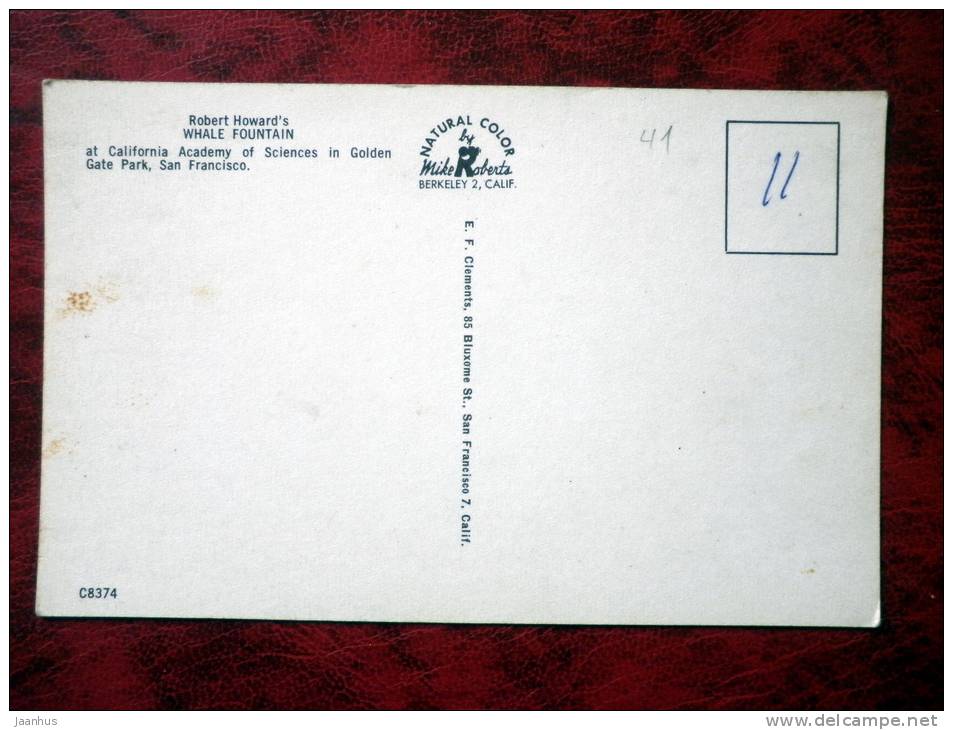 Robert Howard's
WHALE FOUNTAIN
at California Academy of Sciences in Golden
Gate Park, San Francisco.
NATURAL COLOR
by
Mike Roberts
BERKELEY 2, CALIF.
41
11
E. F. Clements, 85 Bluxome St., San Francisco 7, Calif.
C8374
Jaanhus
www.delcampe.net